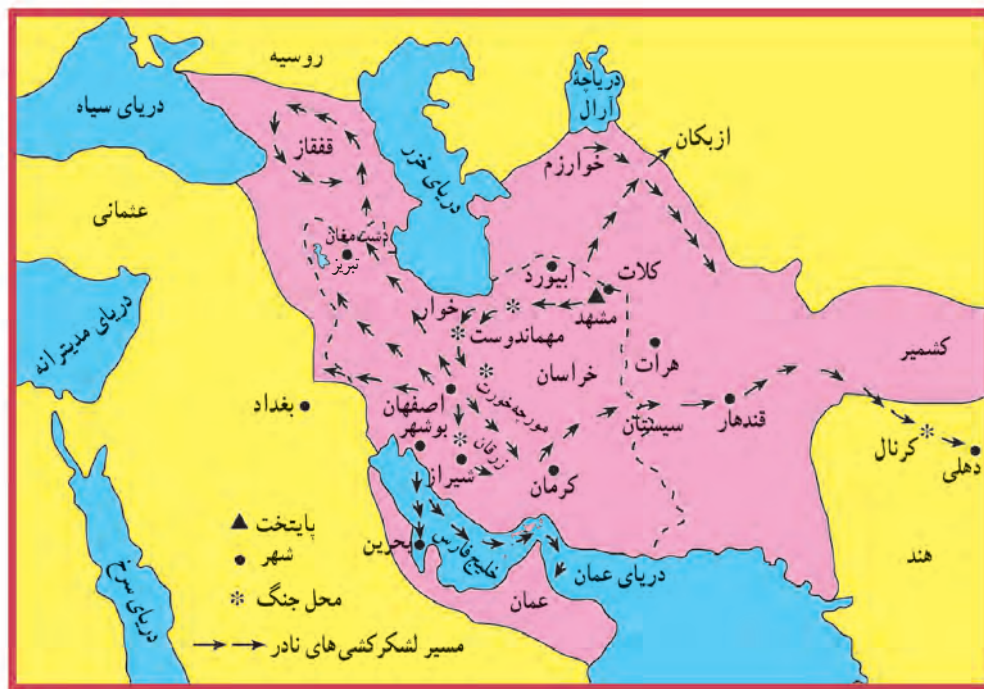 روسیه
دریای سیاه
دریاچهٔ
آرال
قفقاز
دریای خزر
خوارزم
ازبکان
عثمانی
دشت مغان
تبریز
ابیورد
کلات
مشهد
خوار
مهماندوست
دریای مدیترانه
خراسان
هرات
کشمیر
مورچه خورت
بغداد
اصفهان
بوشهر
زرقان
سیستان
قندهار
کرنال
دهلی
شیراز
کرمان
بحرین
خلیج فارس
دریای عمان
هند
عمان
دریای سرخ
پایتخت
شهر
محل جنگ
مسیر لشکرکشی‌های نادر